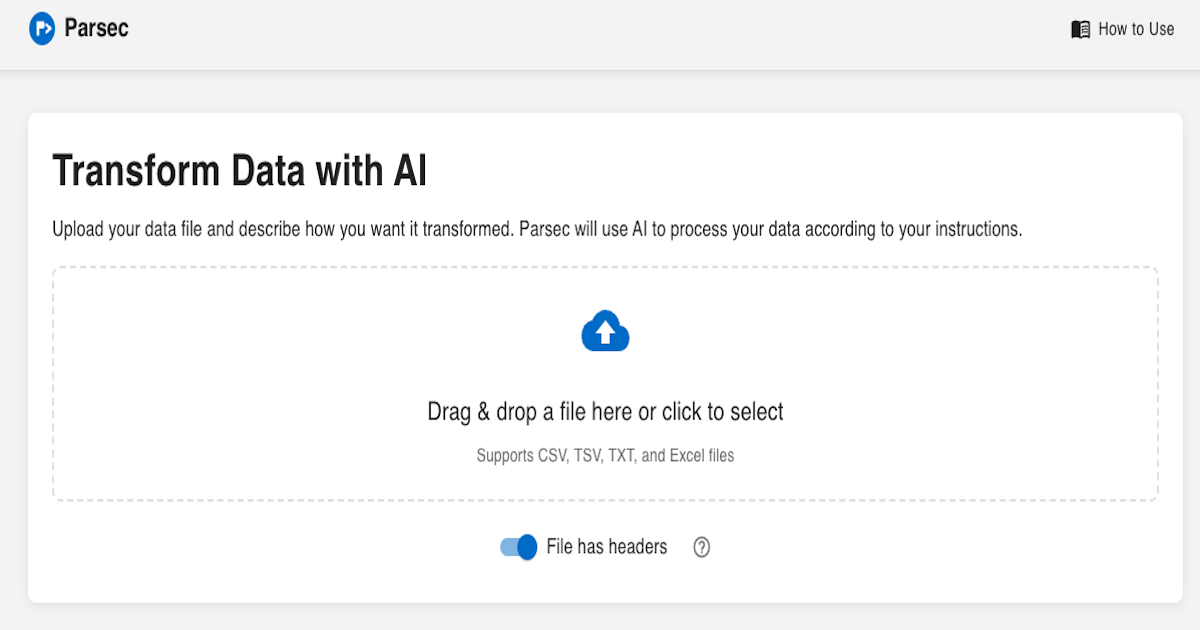 Parsec
How to Use
Transform Data with AI
Upload your data file and describe how you want it transformed. Parsec will use AI to process your data according to your instructions.
Drag & drop a file here or click to select
Supports CSV, TSV, TXT, and Excel files
File has headers ?